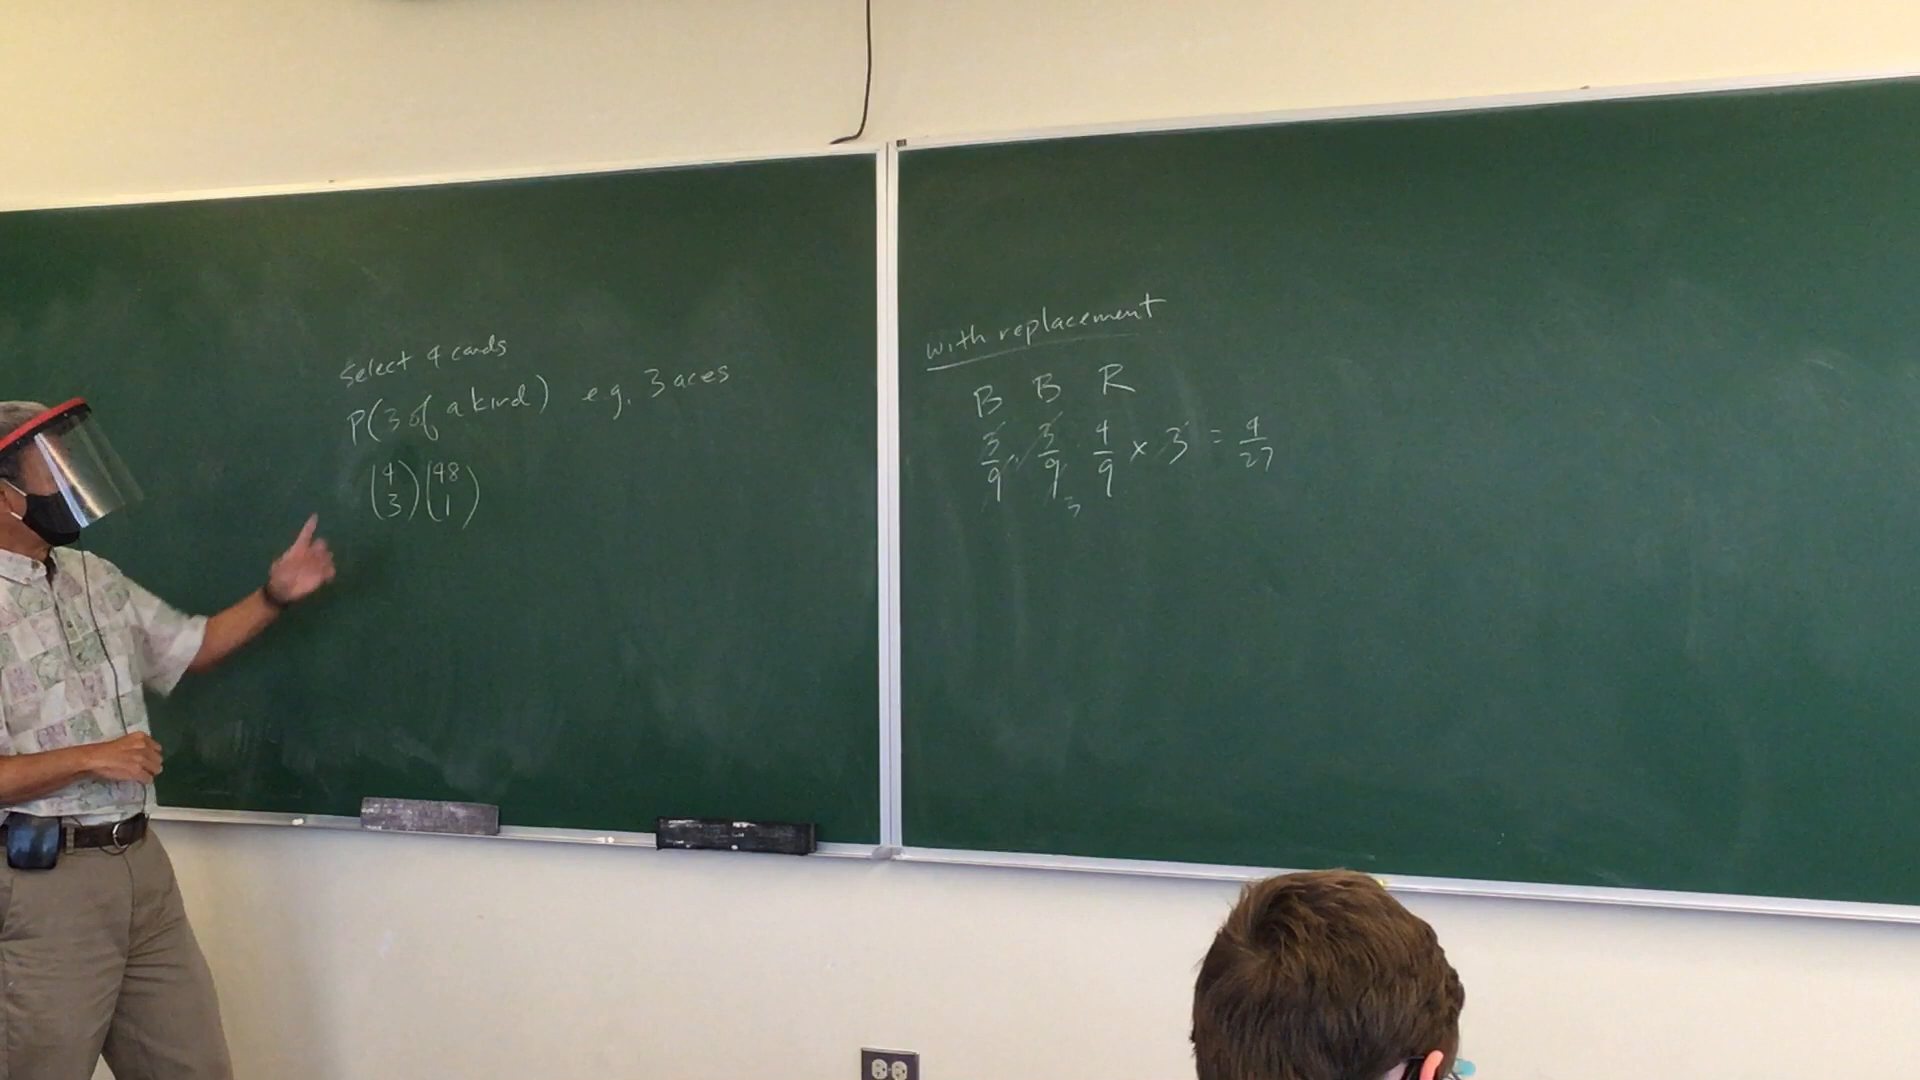 Select 4 cards
P(3 of a kind) e.g. 3 aces
(4 3)(48 1)
with replacement
B B R
3/9 · 3/9 · 4/9 × 3 = 4/27
3